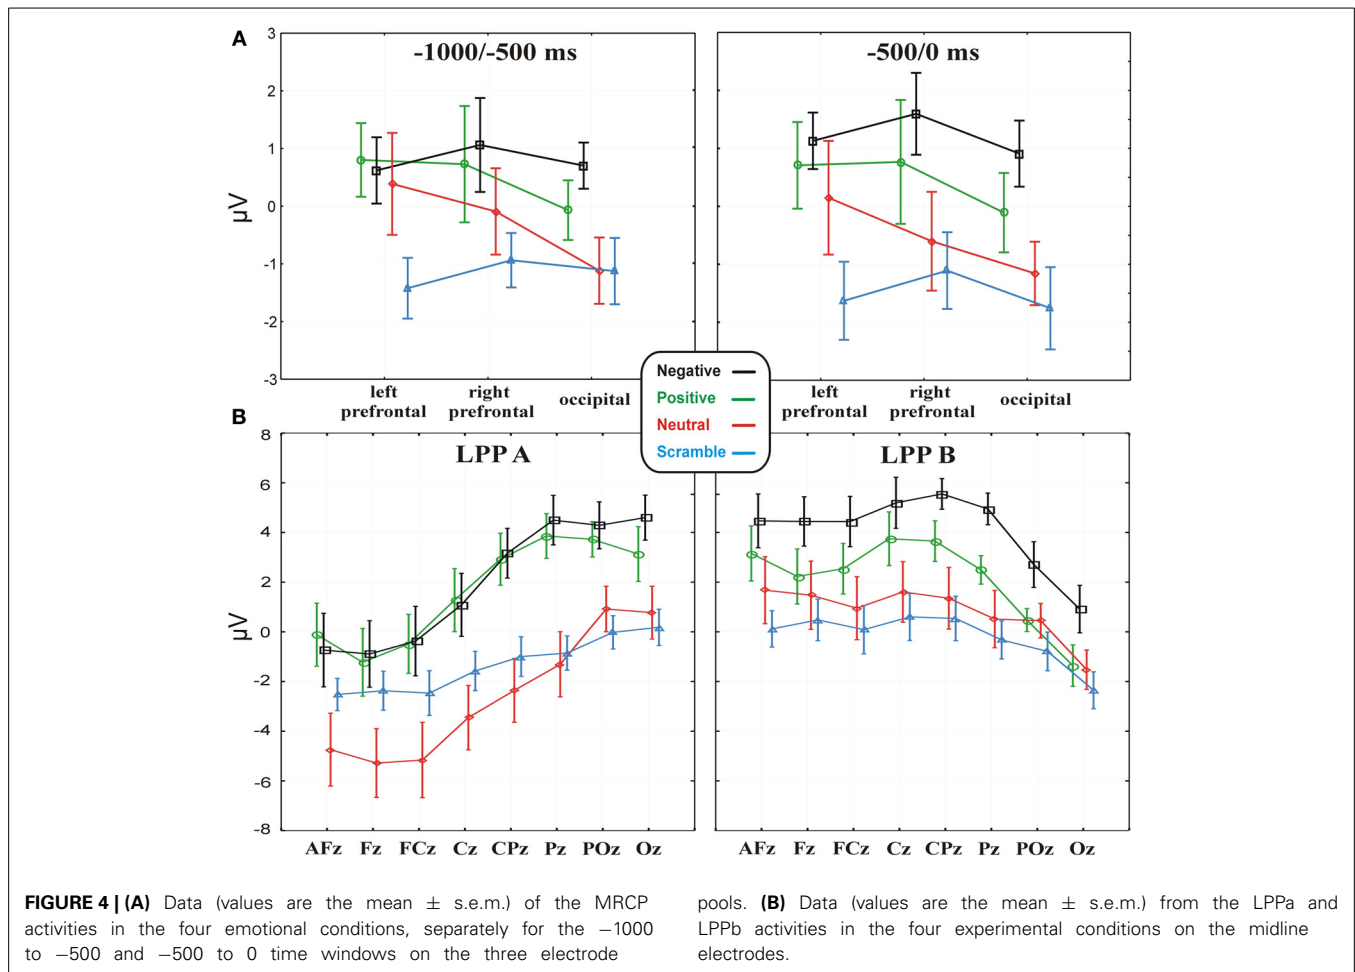 A
-1000/-500 ms
-500/0 ms
3
2
1
0
-1
-2
-3
µV
left prefrontal
right prefrontal
occipital
left prefrontal
right prefrontal
occipital
Negative
Positive
Neutral
Scramble
B
LPP A
LPP B
8
6
4
2
0
-2
-4
-6
-8
µV
AFz Fz FCz Cz CPz Pz POz Oz
AFz Fz FCz Cz CPz Pz POz Oz
FIGURE 4 | (A) Data (values are the mean ± s.e.m.) of the MRCP
activities in the four emotional conditions, separately for the −1000
to −500 and −500 to 0 time windows on the three electrode
pools. (B) Data (values are the mean ± s.e.m.) from the LPPa and
LPPb activities in the four experimental conditions on the midline
electrodes.